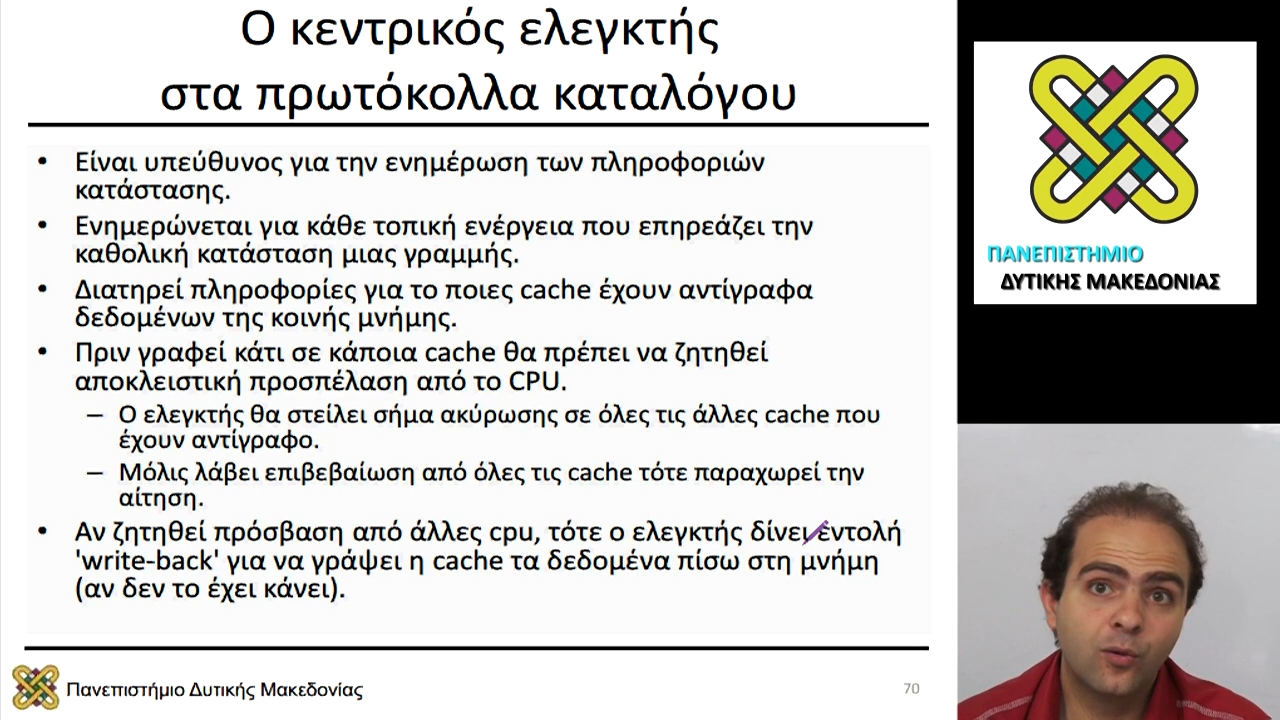 Ο κεντρικός ελεγκτής
στα πρωτόκολλα καταλόγου
• Είναι υπεύθυνος για την ενημέρωση των πληροφοριών
κατάστασης.
• Ενημερώνεται για κάθε τοπική ενέργεια που επηρεάζει την
καθολική κατάσταση μιας γραμμής.
• Διατηρεί πληροφορίες για το ποιες cache έχουν αντίγραφα
δεδομένων της κοινής μνήμης.
• Πριν γραφεί κάτι σε κάποια cache θα πρέπει να ζητηθεί
αποκλειστική προσπέλαση από το CPU.
– Ο ελεγκτής θα στείλει σήμα ακύρωσης σε όλες τις άλλες cache που
έχουν αντίγραφο.
– Μόλις λάβει επιβεβαίωση από όλες τις cache τότε παραχωρεί την
αίτηση.
• Αν ζητηθεί πρόσβαση από άλλες cpu, τότε ο ελεγκτής δίνει εντολή
'write-back' για να γράψει η cache τα δεδομένα πίσω στη μνήμη
(αν δεν το έχει κάνει).
Πανεπιστήμιο Δυτικής Μακεδονίας
70
ΠΑΝΕΠΙΣΤΗΜΙΟ
ΔΥΤΙΚΗΣ ΜΑΚΕΔΟΝΙΑΣ